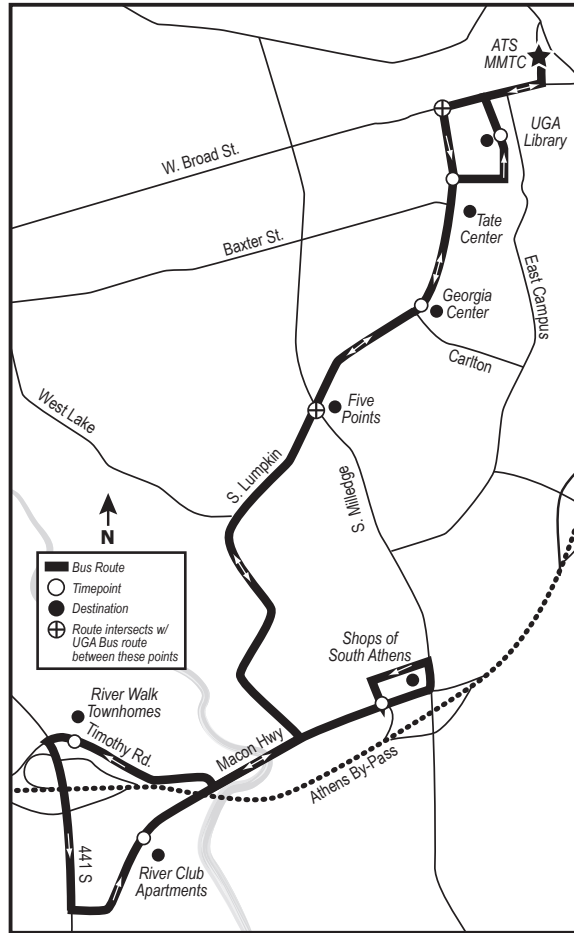 ATS
MMTC
UGA
Library
W. Broad St.
Tate
Center
Baxter St.
East Campus
Georgia
Center
Carlton
Five
Points
West Lake
S. Lumpkin
S. Milledge
N
Bus Route
Timepoint
Destination
Route intersects w/
UGA Bus route
between these points
Shops of
South Athens
River Walk
Townhomes
Timothy Rd.
Macon Hwy
Athens By-Pass
441 S
River Club
Apartments